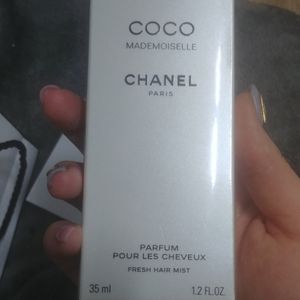 COCO
MADEMOISELLE
CHANEL
PARIS
PARFUM
POUR LES CHEVEUX
FRESH HAIR MIST
35 ml 1.2 FL.OZ.